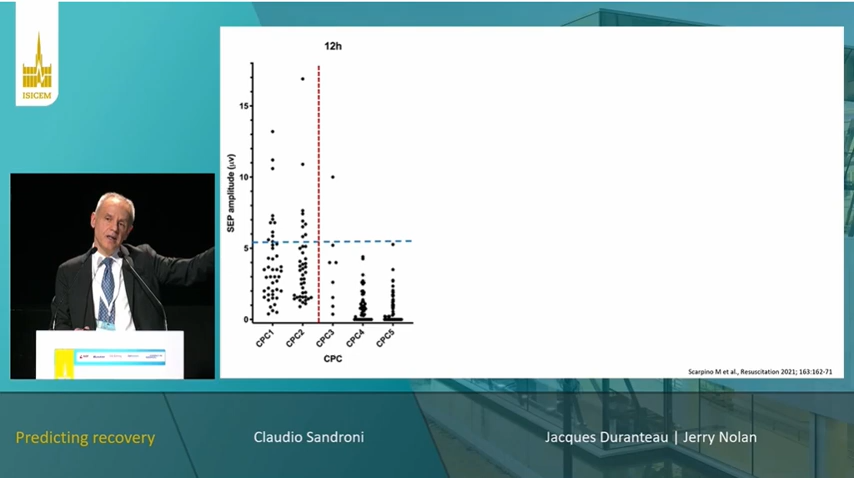 ISICEM
12h
SEP amplitude (µv)
15
10
5
0
CPC1
CPC2
CPC3
CPC4
CPC5
CPC
Scarpino M et al., Resuscitation 2021; 163:162-71
Predicting recovery
Claudio Sandroni
Jacques Duranteau | Jerry Nolan